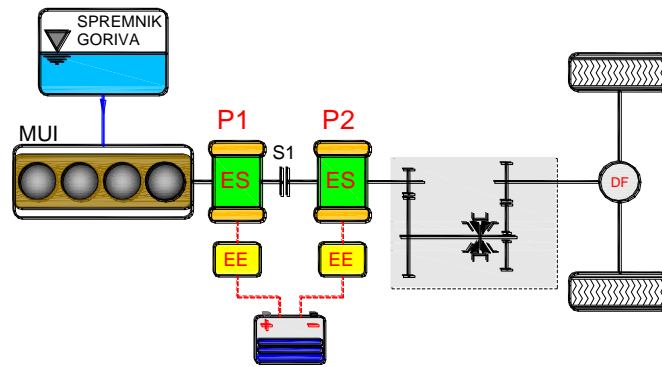 SPREMNIK
GORIVA
MUI
P1
S1
P2
ES
ES
DF
EE
EE
+ −